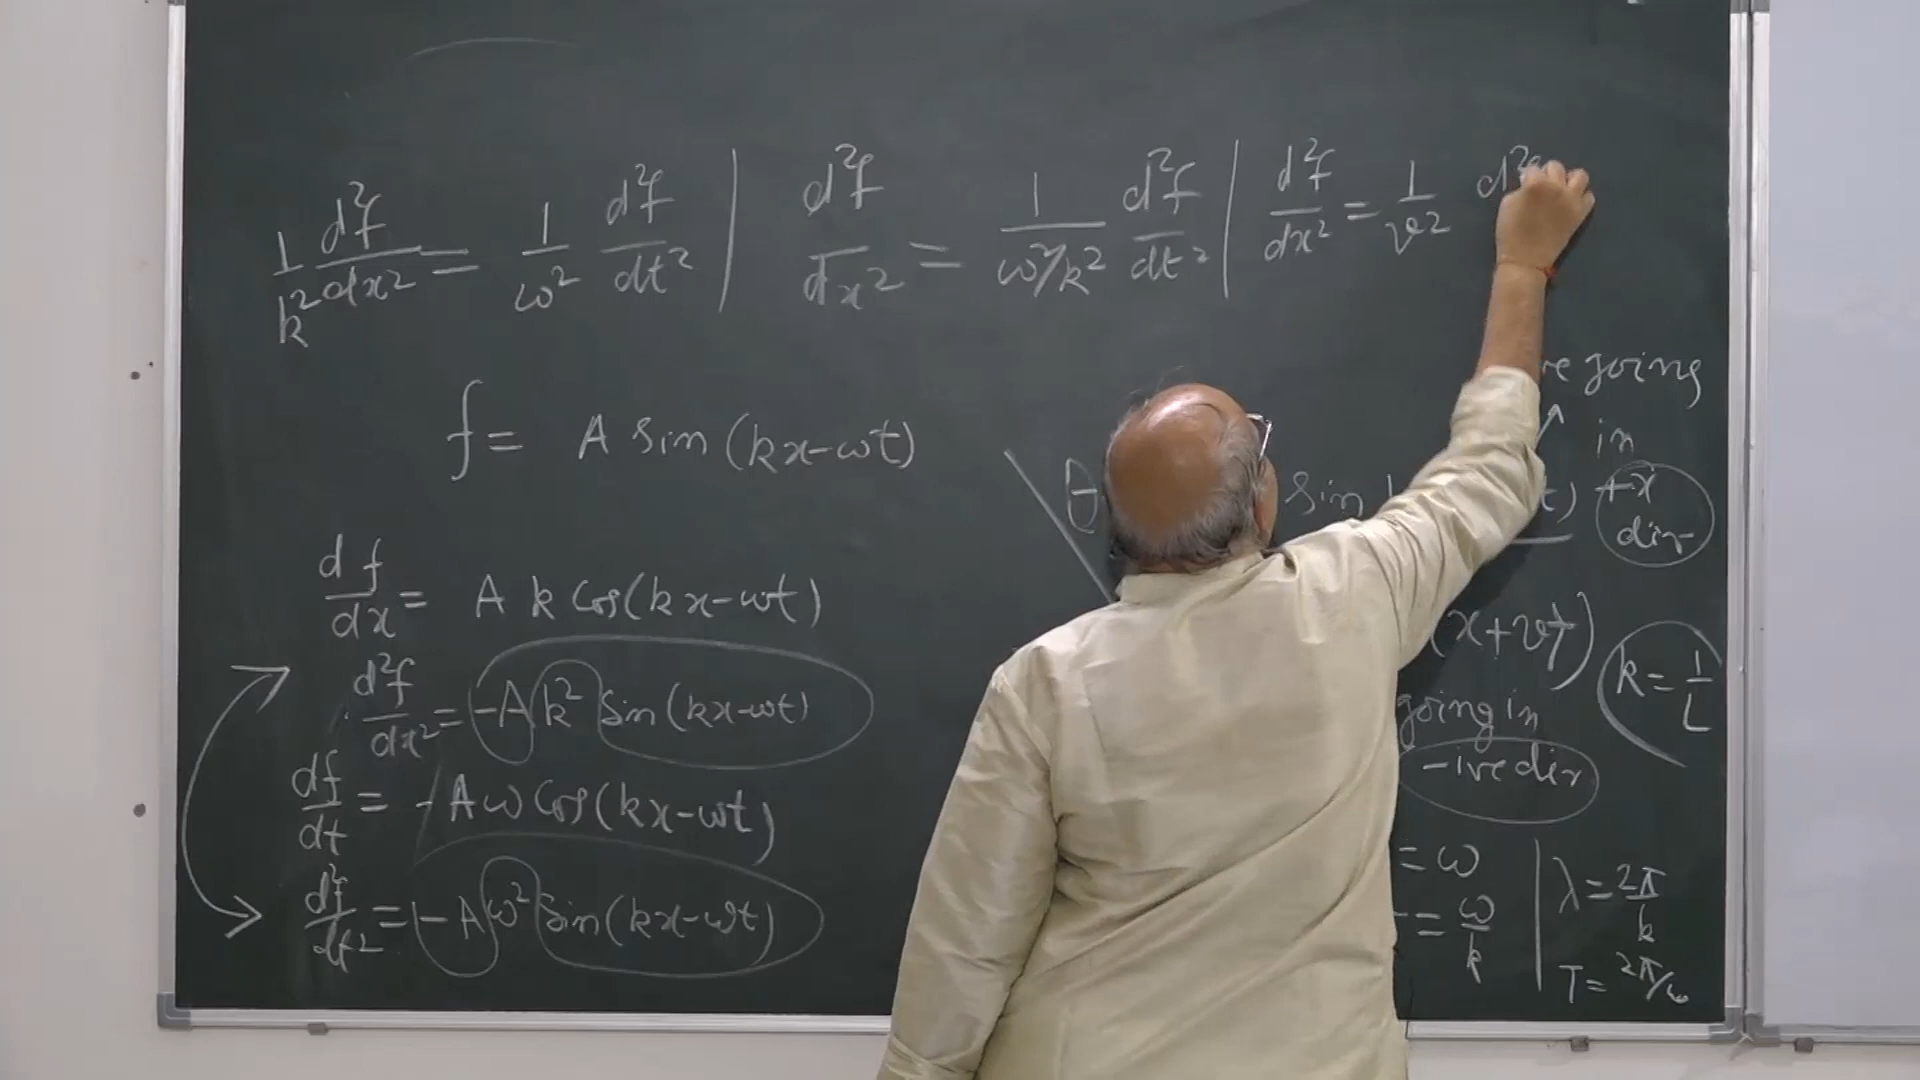 1/k² d²f/dx² = 1/ω² d²f/dt² | d²f/dx² = 1/ω²/k² d²f/dt² | d²f/dx² = 1/v² d²
f = A sin (kx-ωt)
df/dx = A k Cos(kx-ωt)
d²f/dx² = -A k² Sin (kx-ωt)
df/dt = -A ω Cos(kx-ωt)
d²f/dt² = -A ω² Sin(kx-ωt)
going
in
θ sin t) +x
dir
(x+vt)
k = 1/L
going in
-ive dir
= ω
= ω/k
λ = 2π/k
T = 2π/ω